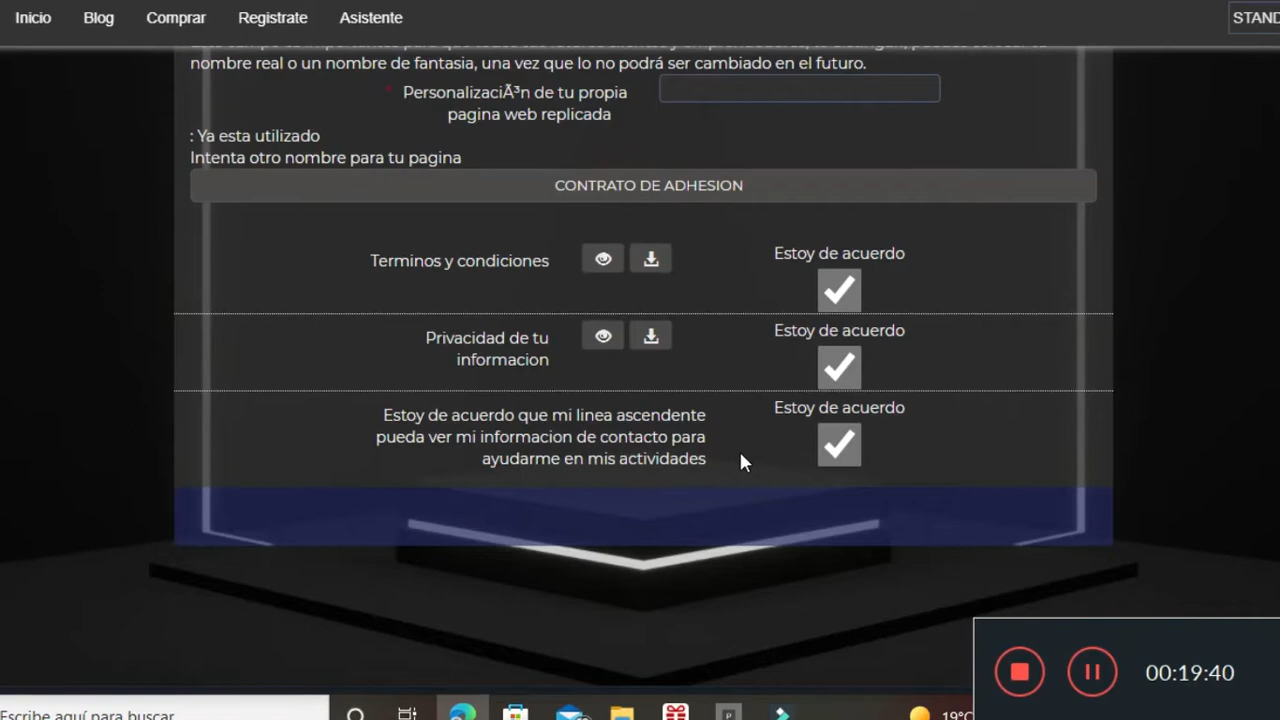 Inicio Blog Comprar Registrate Asistente STAND
nombre real o un nombre de fantasia, una vez que lo no podrá ser cambiado en el futuro.
* PersonalizaciÃ³n de tu propia
pagina web replicada
: Ya esta utilizado
Intenta otro nombre para tu pagina
CONTRATO DE ADHESION
Terminos y condiciones
Estoy de acuerdo
Privacidad de tu
informacion
Estoy de acuerdo
Estoy de acuerdo que mi linea ascendente
pueda ver mi informacion de contacto para
ayudarme en mis actividades
Estoy de acuerdo
00:19:40
Escribe aquí para buscar
19°C